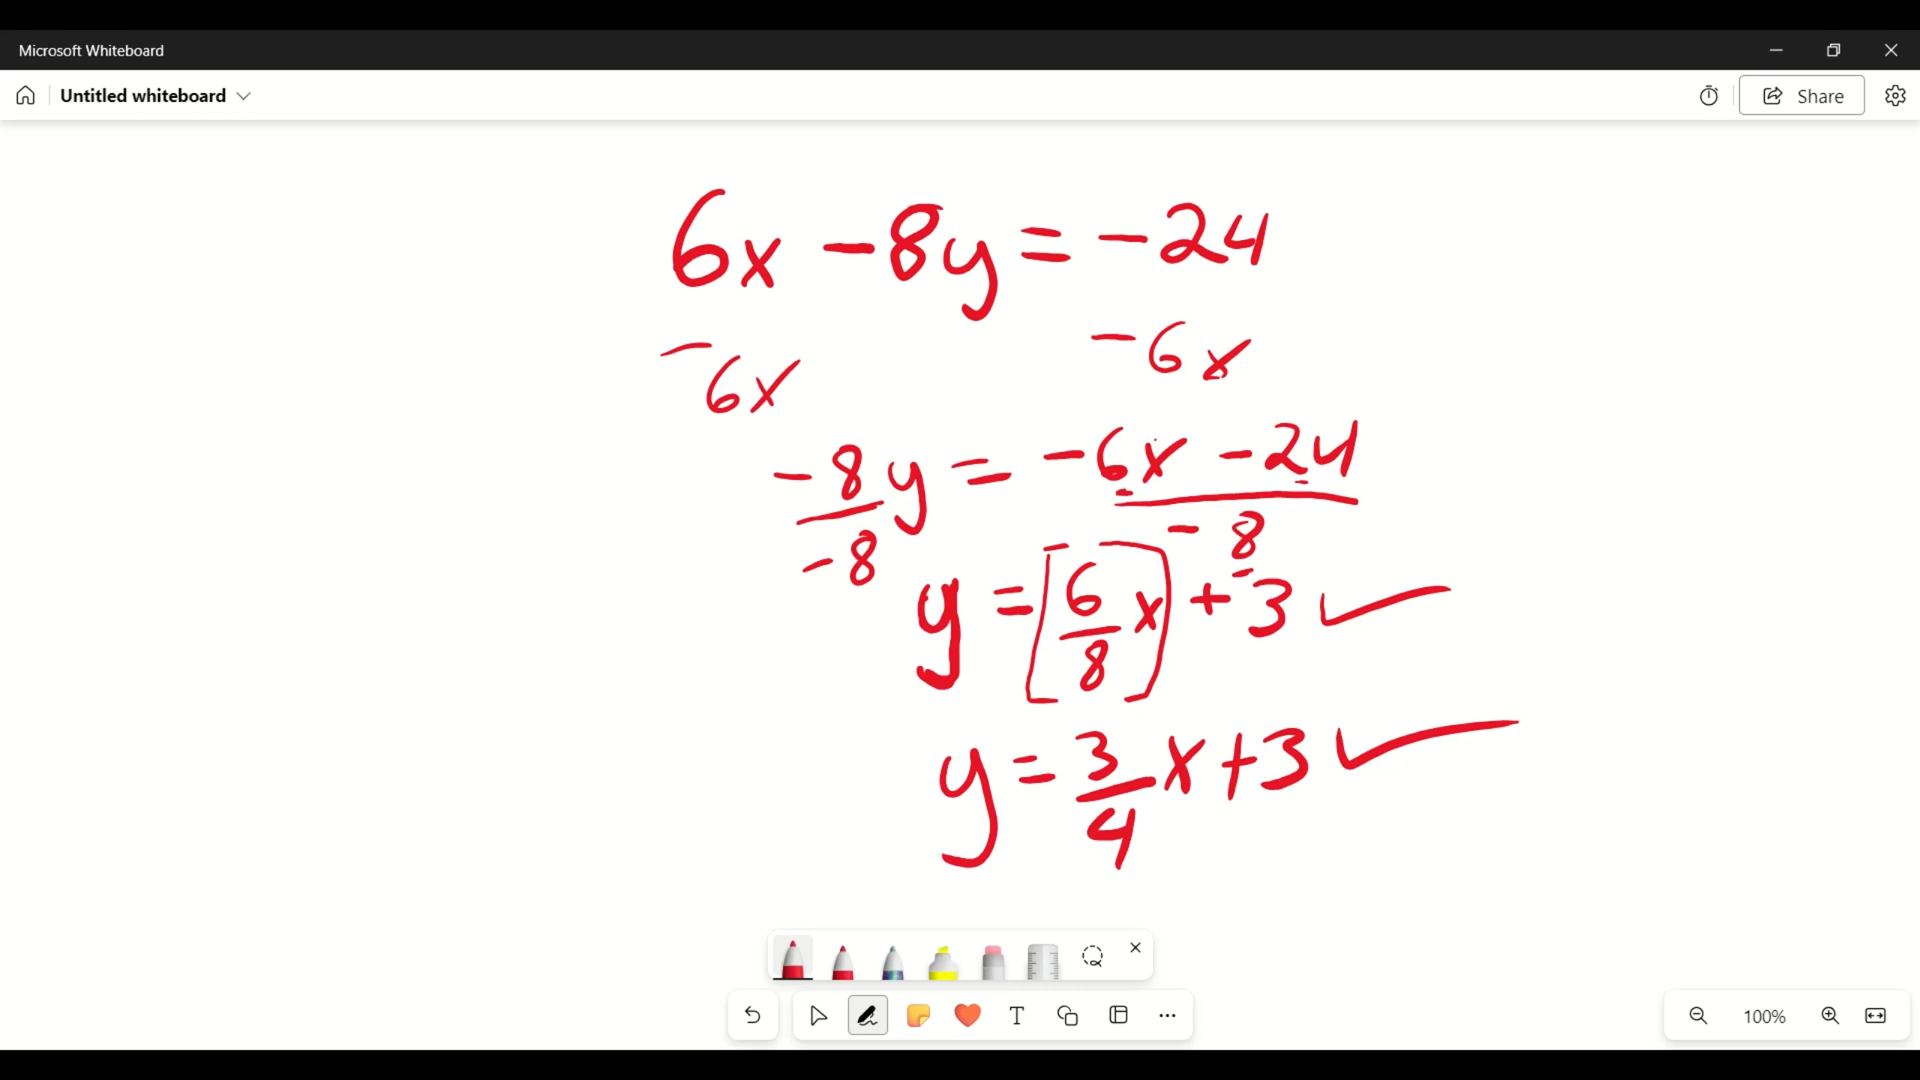 Microsoft Whiteboard
Untitled whiteboard
Share
6x - 8y = -24
-6x -6x
-8y = -6x - 24
-8 -8
y = [6/8 x] + 3 ✓
y = 3/4 x + 3 ✓
T
100%